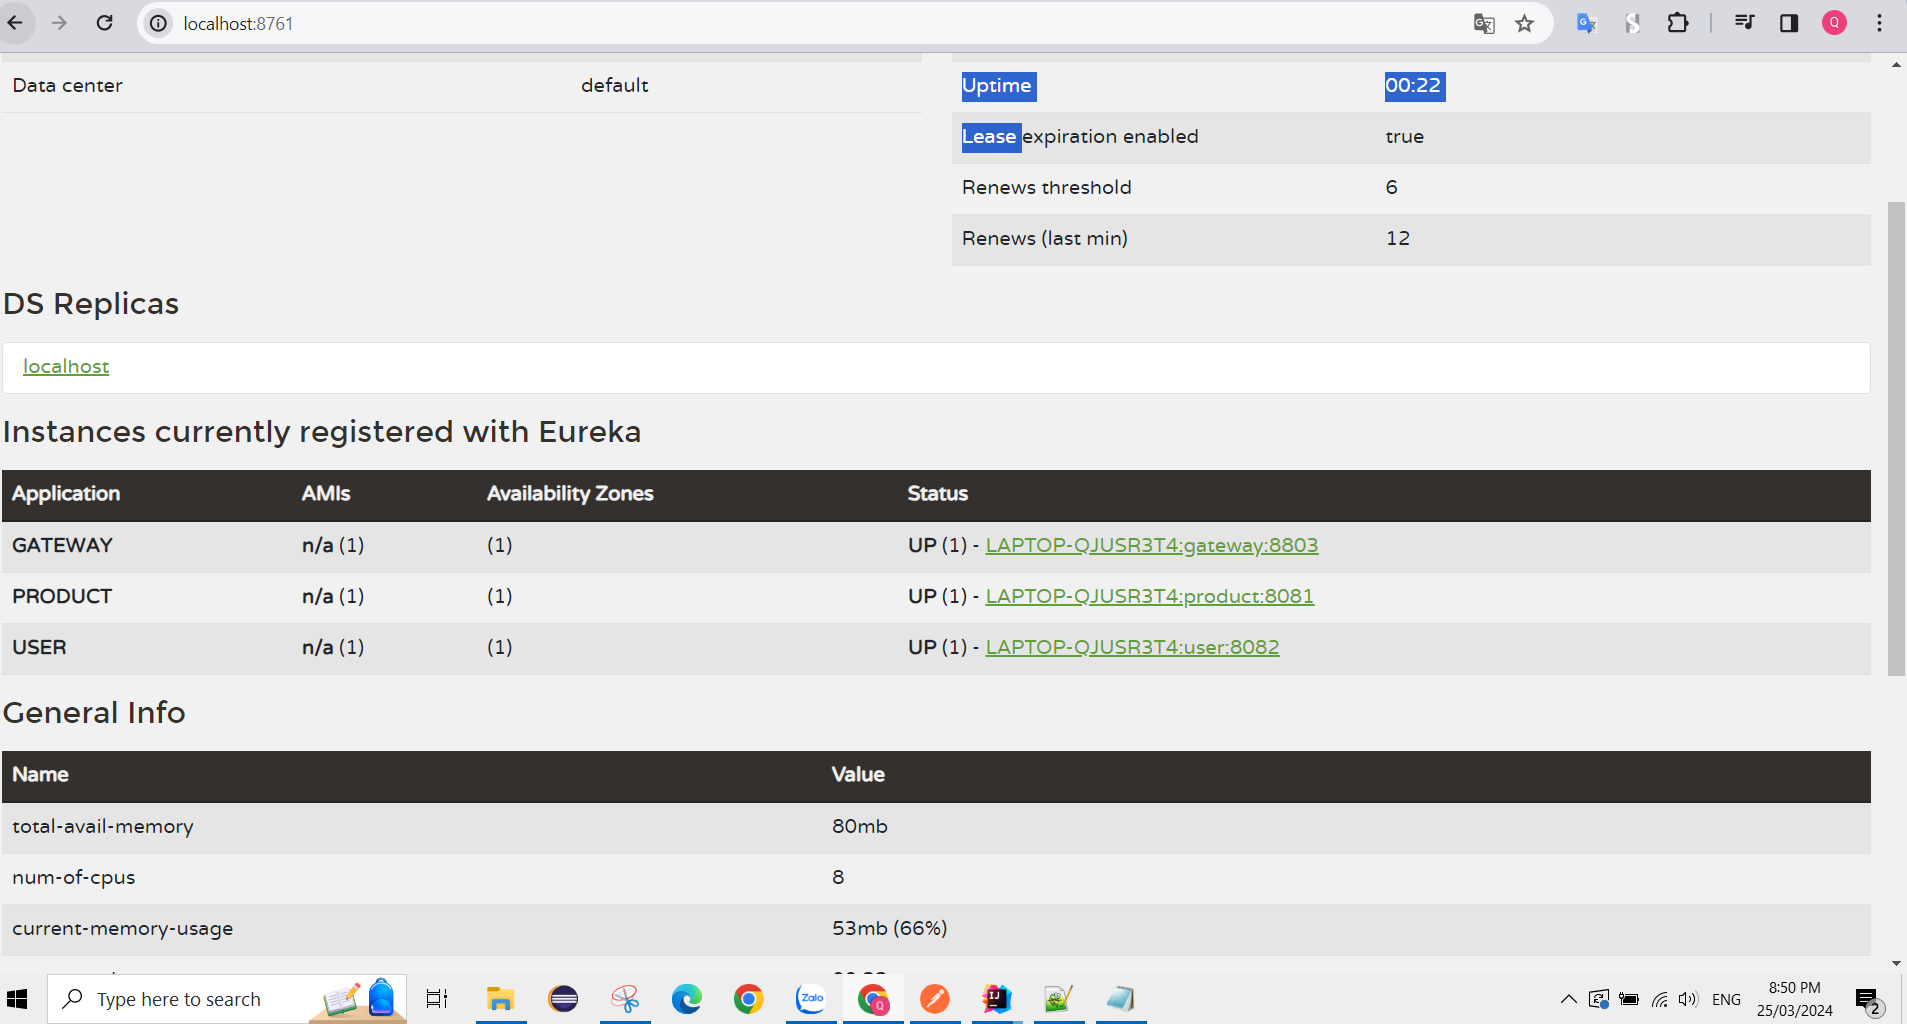 localhost:8761
Data center default
Uptime 00:22
Lease expiration enabled true
Renews threshold 6
Renews (last min) 12
DS Replicas
localhost
Instances currently registered with Eureka
Application AMIs Availability Zones Status
GATEWAY n/a (1) (1) UP (1) - LAPTOP-QJUSR3T4:gateway:8803
PRODUCT n/a (1) (1) UP (1) - LAPTOP-QJUSR3T4:product:8081
USER n/a (1) (1) UP (1) - LAPTOP-QJUSR3T4:user:8082
General Info
Name Value
total-avail-memory 80mb
num-of-cpus 8
current-memory-usage 53mb (66%)
Type here to search
Zalo
ENG
8:50 PM
25/03/2024
2